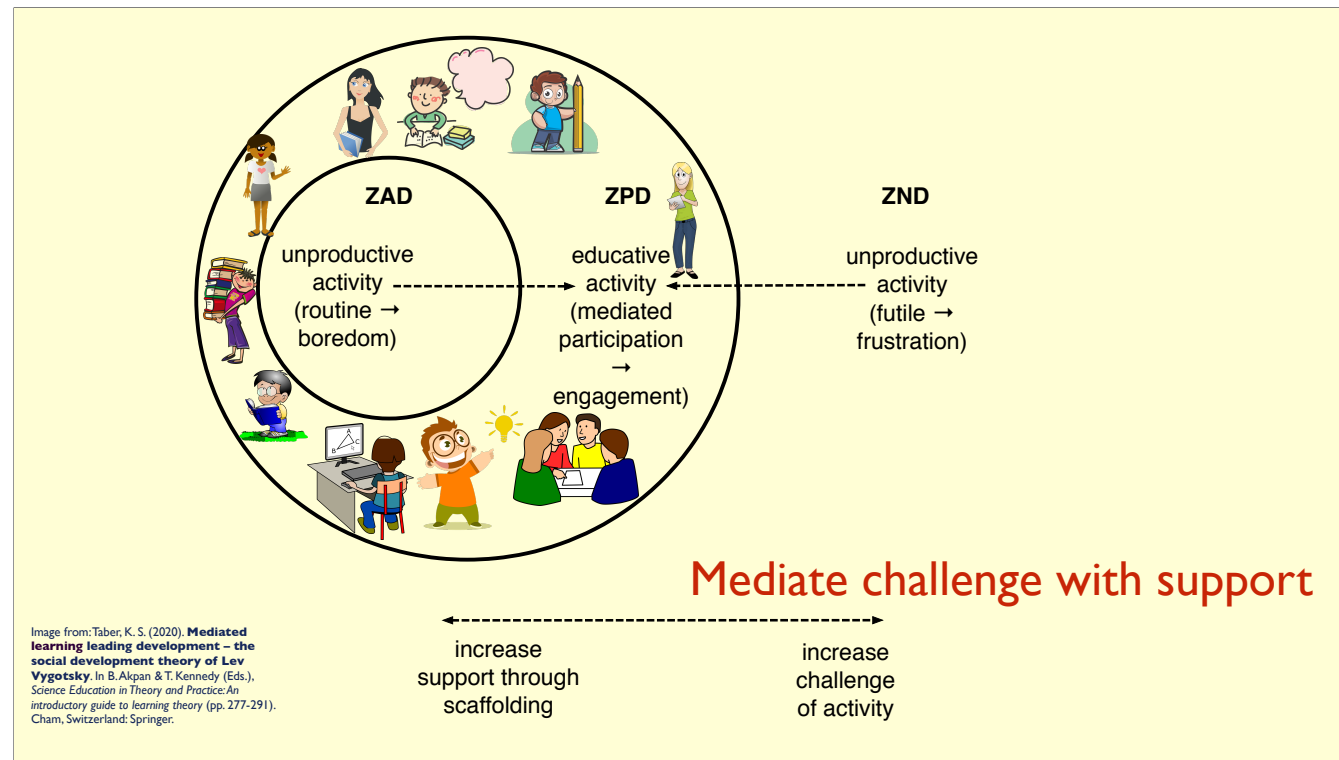 ZAD
unproductive
activity
(routine →
boredom)
ZPD
educative
activity
(mediated
participation
→
engagement)
ZND
unproductive
activity
(futile →
frustration)
A
B
C
Mediate challenge with support
increase
support through
scaffolding
increase
challenge
of activity
Image from: Taber, K. S. (2020). Mediated
learning leading development – the
social development theory of Lev
Vygotsky. In B. Akpan & T. Kennedy (Eds.),
Science Education in Theory and Practice: An
introductory guide to learning theory (pp. 277-291).
Cham, Switzerland: Springer.